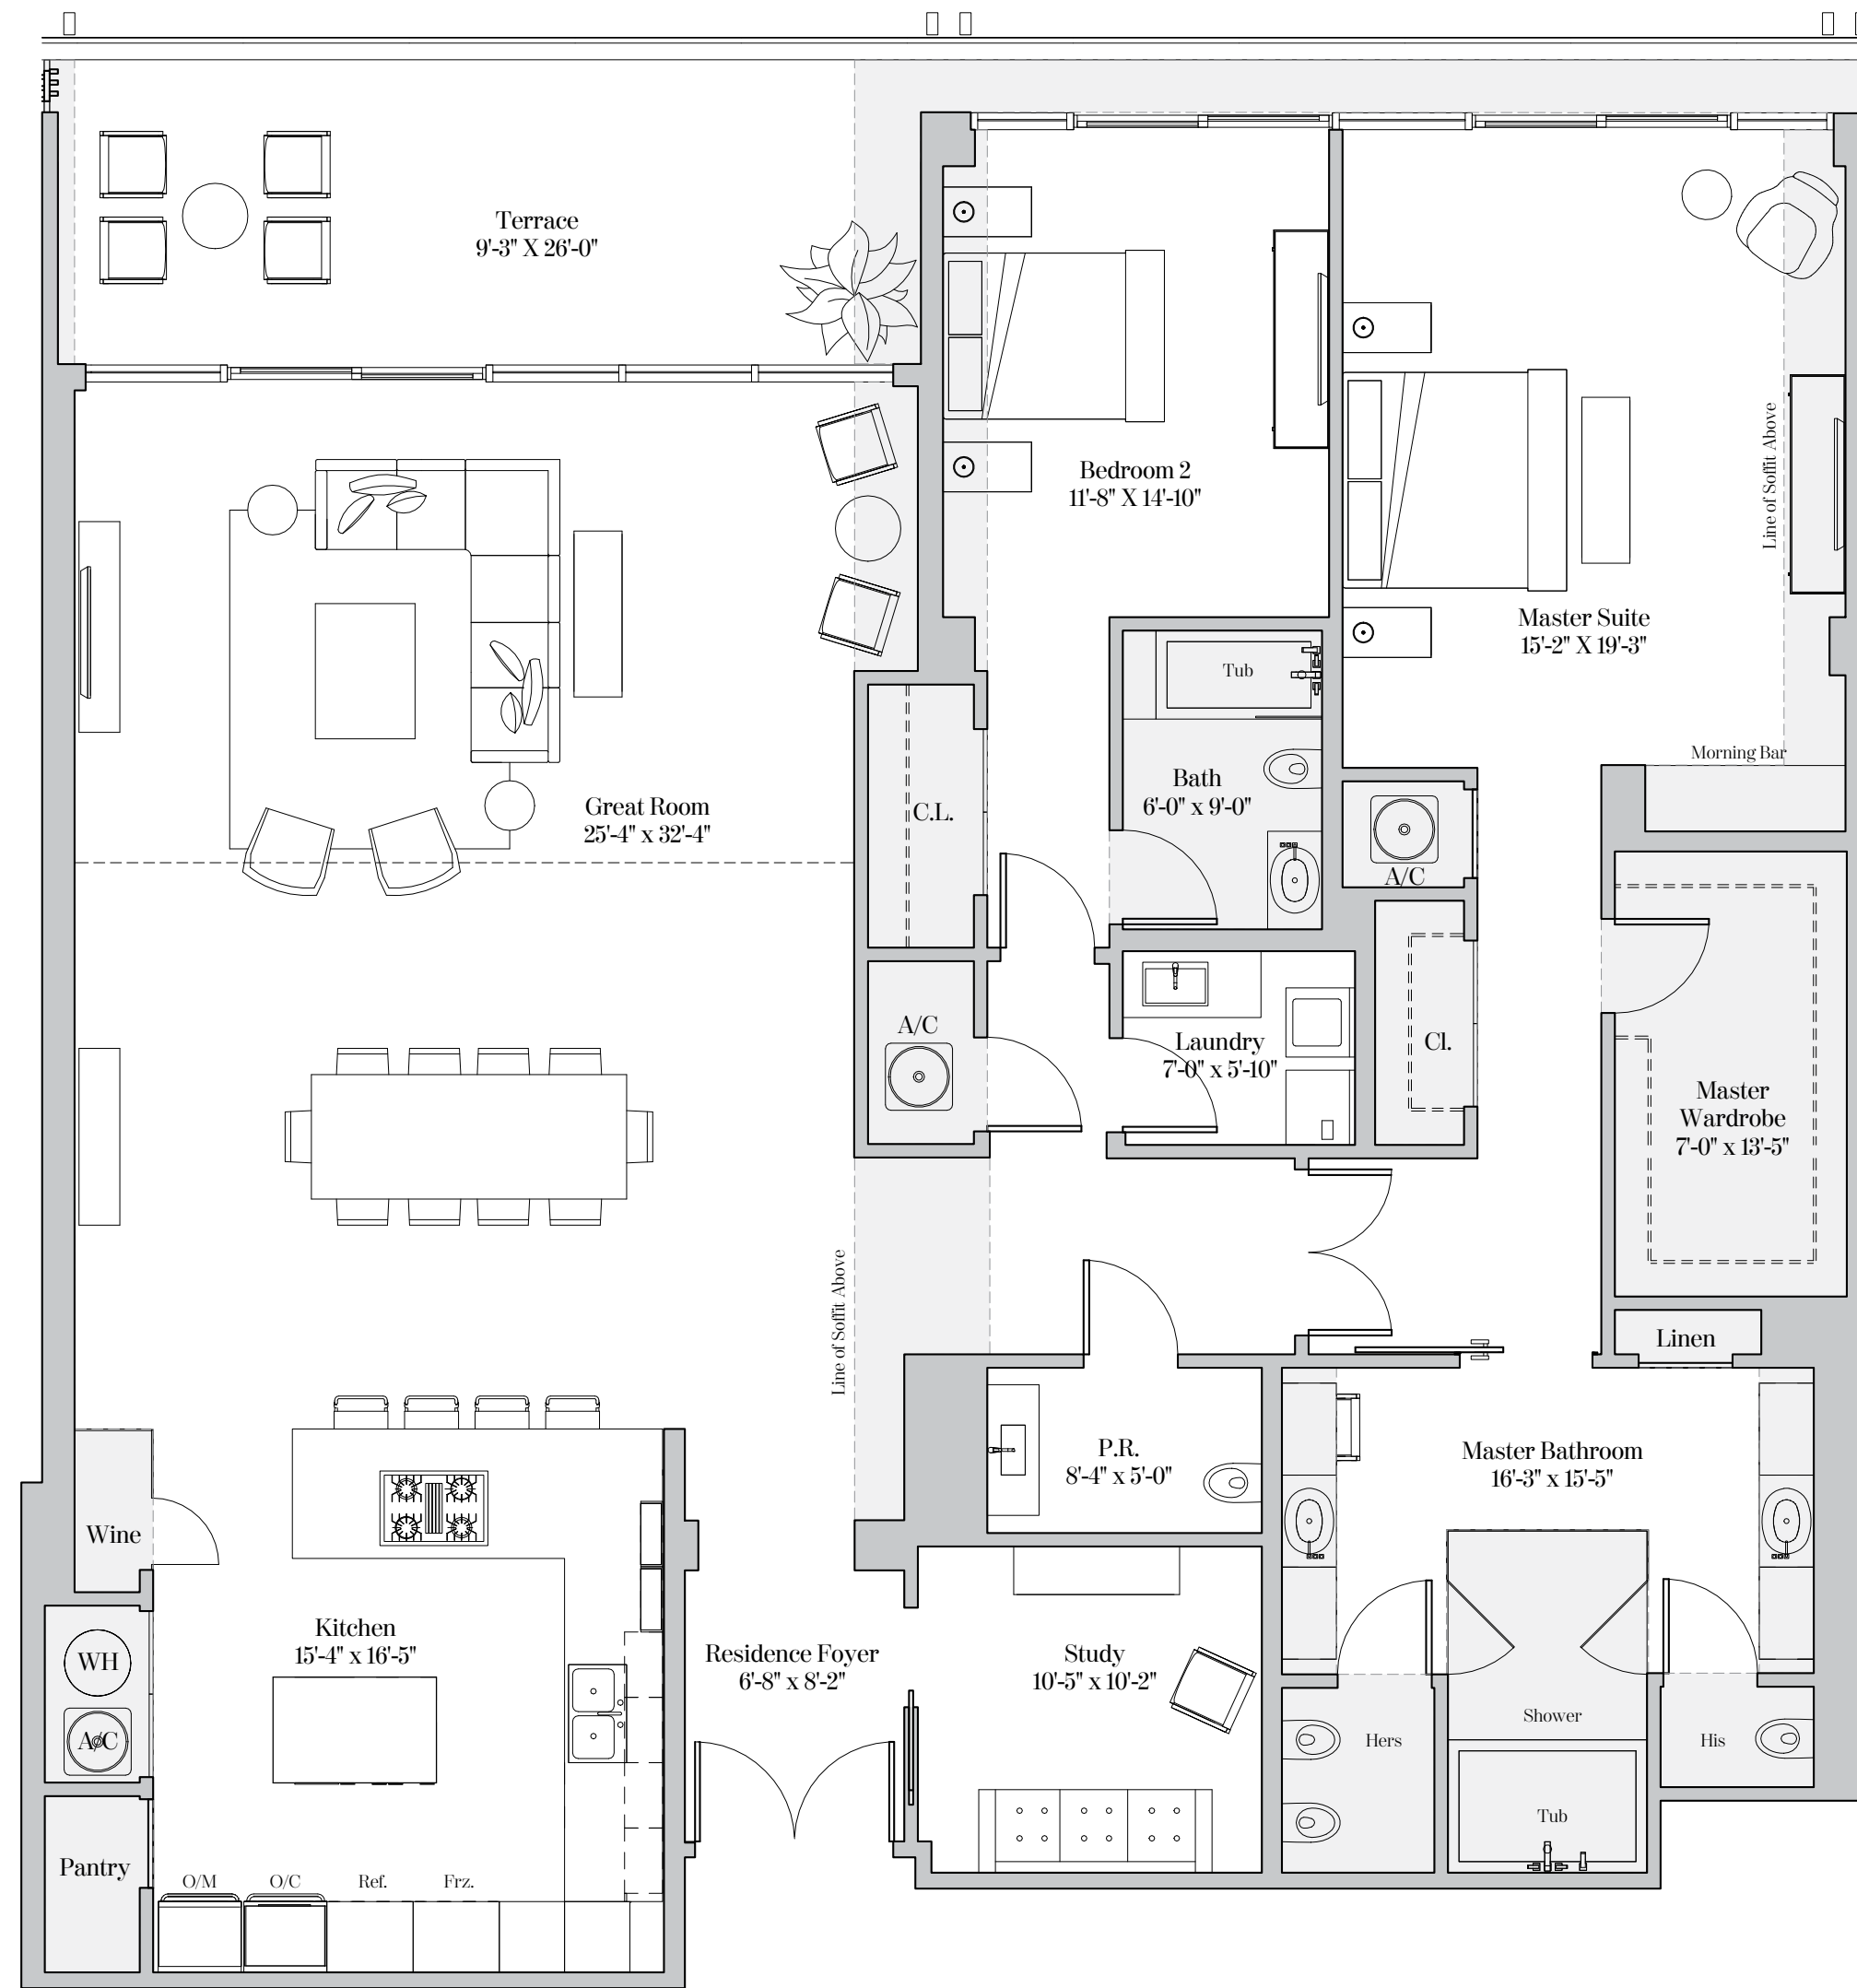 Terrace
9'-3" X 26'-0"
Bedroom 2
11'-8" X 14'-10"
Line of Soffit Above
Master Suite
15'-2" X 19'-3"
Tub
Morning Bar
Bath
6'-0" x 9'-0"
Great Room
25'-4" x 32'-4"
C.L.
A/C
A/C
Laundry
7'-0" x 5'-10"
Cl.
Master
Wardrobe
7'-0" x 13'-5"
Line of Soffit Above
Linen
P.R.
8'-4" x 5'-0"
Master Bathroom
16'-3" x 15'-5"
Wine
Kitchen
15'-4" x 16'-5"
WH
A/C
Residence Foyer
6'-8" x 8'-2"
Study
10'-5" x 10'-2"
Shower
Hers
His
Tub
Pantry
O/M
O/C
Ref.
Frz.